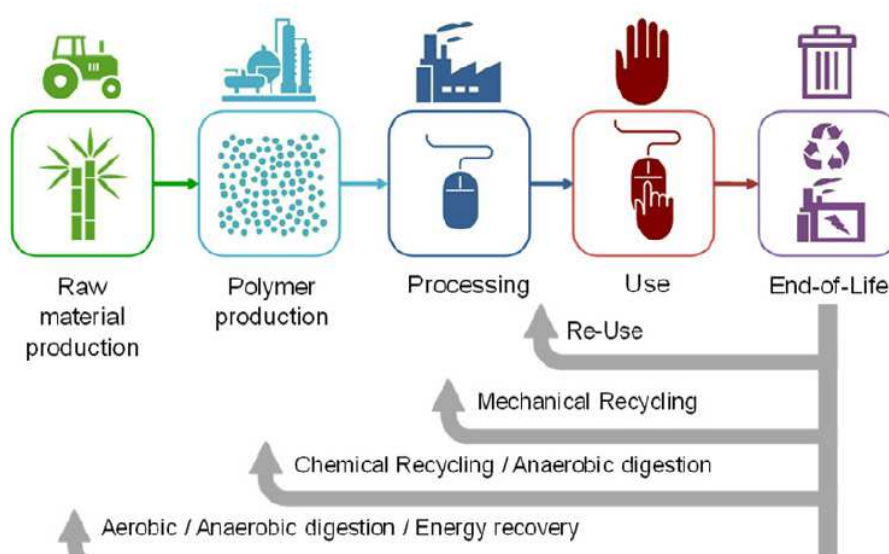 Raw
material
production
Polymer
production
Processing
Use
End-of-Life
Re-Use
Mechanical Recycling
Chemical Recycling / Anaerobic digestion
Aerobic / Anaerobic digestion / Energy recovery